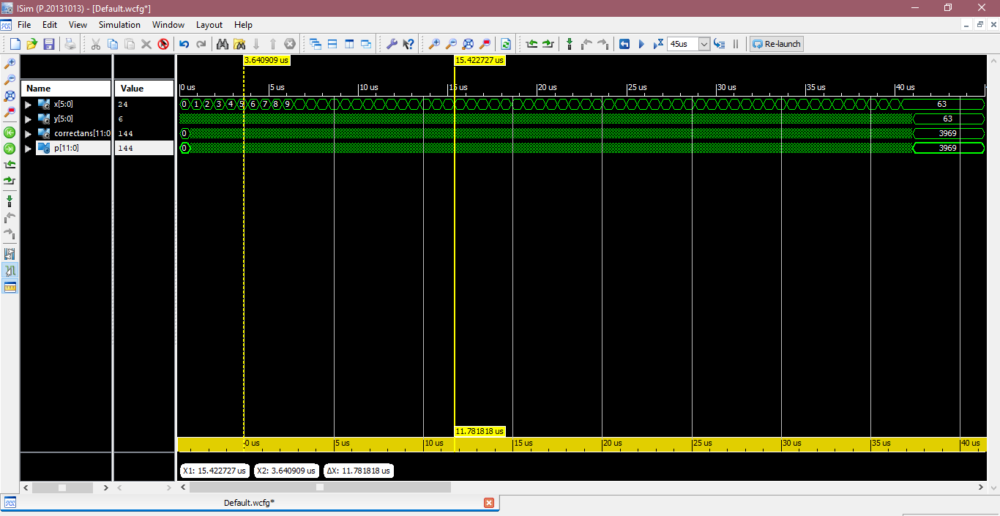 ISim (P.20131013) - [Default.wcfg*]
File Edit View Simulation Window Layout Help
45us Re-launch
3.640909 us 15.422727 us
Name Value
0 us 5 us 10 us 15 us 20 us 25 us 30 us 35 us 40 us
x[5:0] 24 0 1 2 3 4 5 6 7 8 9 63
y[5:0] 6 63
correctans[11:0 144 0 3969
p[11:0] 144 0 3969
11.781818 us
0 us 5 us 10 us 15 us 20 us 25 us 30 us 35 us 40 us
X1: 15.422727 us X2: 3.640909 us ΔX: 11.781818 us
Default.wcfg*